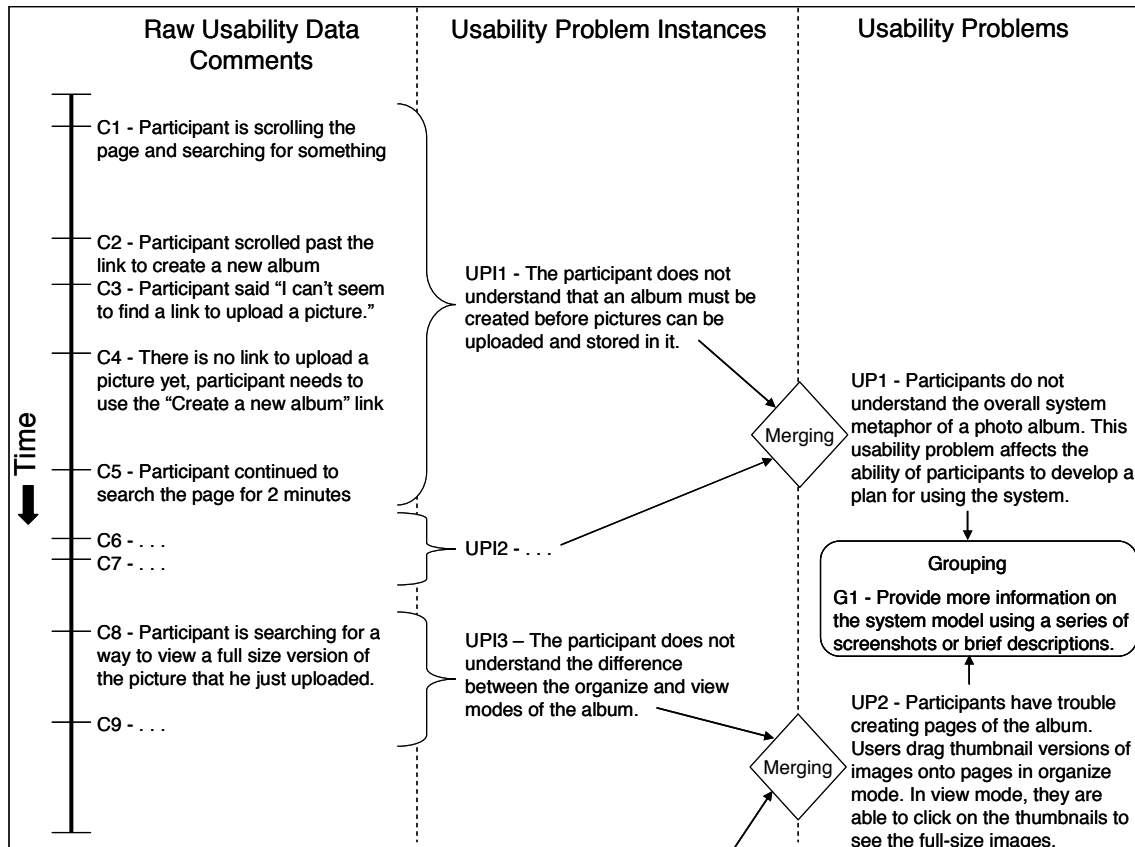 Raw Usability Data
Comments
Usability Problem Instances
Usability Problems
Time
C1 - Participant is scrolling the
page and searching for something
C2 - Participant scrolled past the
link to create a new album
C3 - Participant said “I can’t seem
to find a link to upload a picture.”
C4 - There is no link to upload a
picture yet, participant needs to
use the “Create a new album” link
C5 - Participant continued to
search the page for 2 minutes
C6 - . . .
C7 - . . .
C8 - Participant is searching for a
way to view a full size version of
the picture that he just uploaded.
C9 - . . .
UPI1 - The participant does not
understand that an album must be
created before pictures can be
uploaded and stored in it.
UPI2 - . . .
UPI3 – The participant does not
understand the difference
between the organize and view
modes of the album.
Merging
Merging
UP1 - Participants do not
understand the overall system
metaphor of a photo album. This
usability problem affects the
ability of participants to develop a
plan for using the system.
Grouping
G1 - Provide more information on
the system model using a series of
screenshots or brief descriptions.
UP2 - Participants have trouble
creating pages of the album.
Users drag thumbnail versions of
images onto pages in organize
mode. In view mode, they are
able to click on the thumbnails to
see the full-size images.